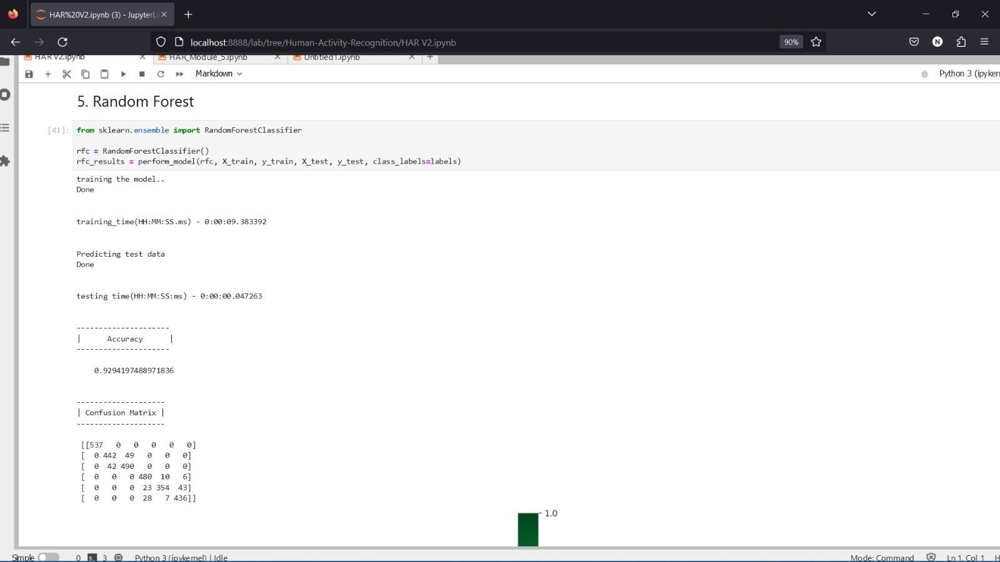 HAR%20V2.ipynb (3) - JupyterLa
localhost:8888/lab/tree/Human-Activity-Recognition/HAR V2.ipynb
90%
N
HAR V2.ipynb
HAR_Module_5.ipynb
Untitled1.ipynb
Markdown
Python 3 (ipyker
5. Random Forest
[41]:
from sklearn.ensemble import RandomForestClassifier
rfc = RandomForestClassifier()
rfc_results = perform_model(rfc, X_train, y_train, X_test, y_test, class_labels=labels)
training the model..
Done
training_time(HH:MM:SS.ms) - 0:00:09.383392
Predicting test data
Done
testing time(HH:MM:SS:ms) - 0:00:00.047263
---------------------
|      Accuracy      |
---------------------
0.9294197488971836
--------------------
| Confusion Matrix |
--------------------
[[537   0   0   0   0   0]
[  0 442  49   0   0   0]
[  0  42 490   0   0   0]
[  0   0   0 480  10   6]
[  0   0   0  23 354  43]
[  0   0   0  28   7 436]]
1.0
Simple
0
3
Python 3 (ipykernel) | Idle
Mode: Command
Ln 1, Col 1
H